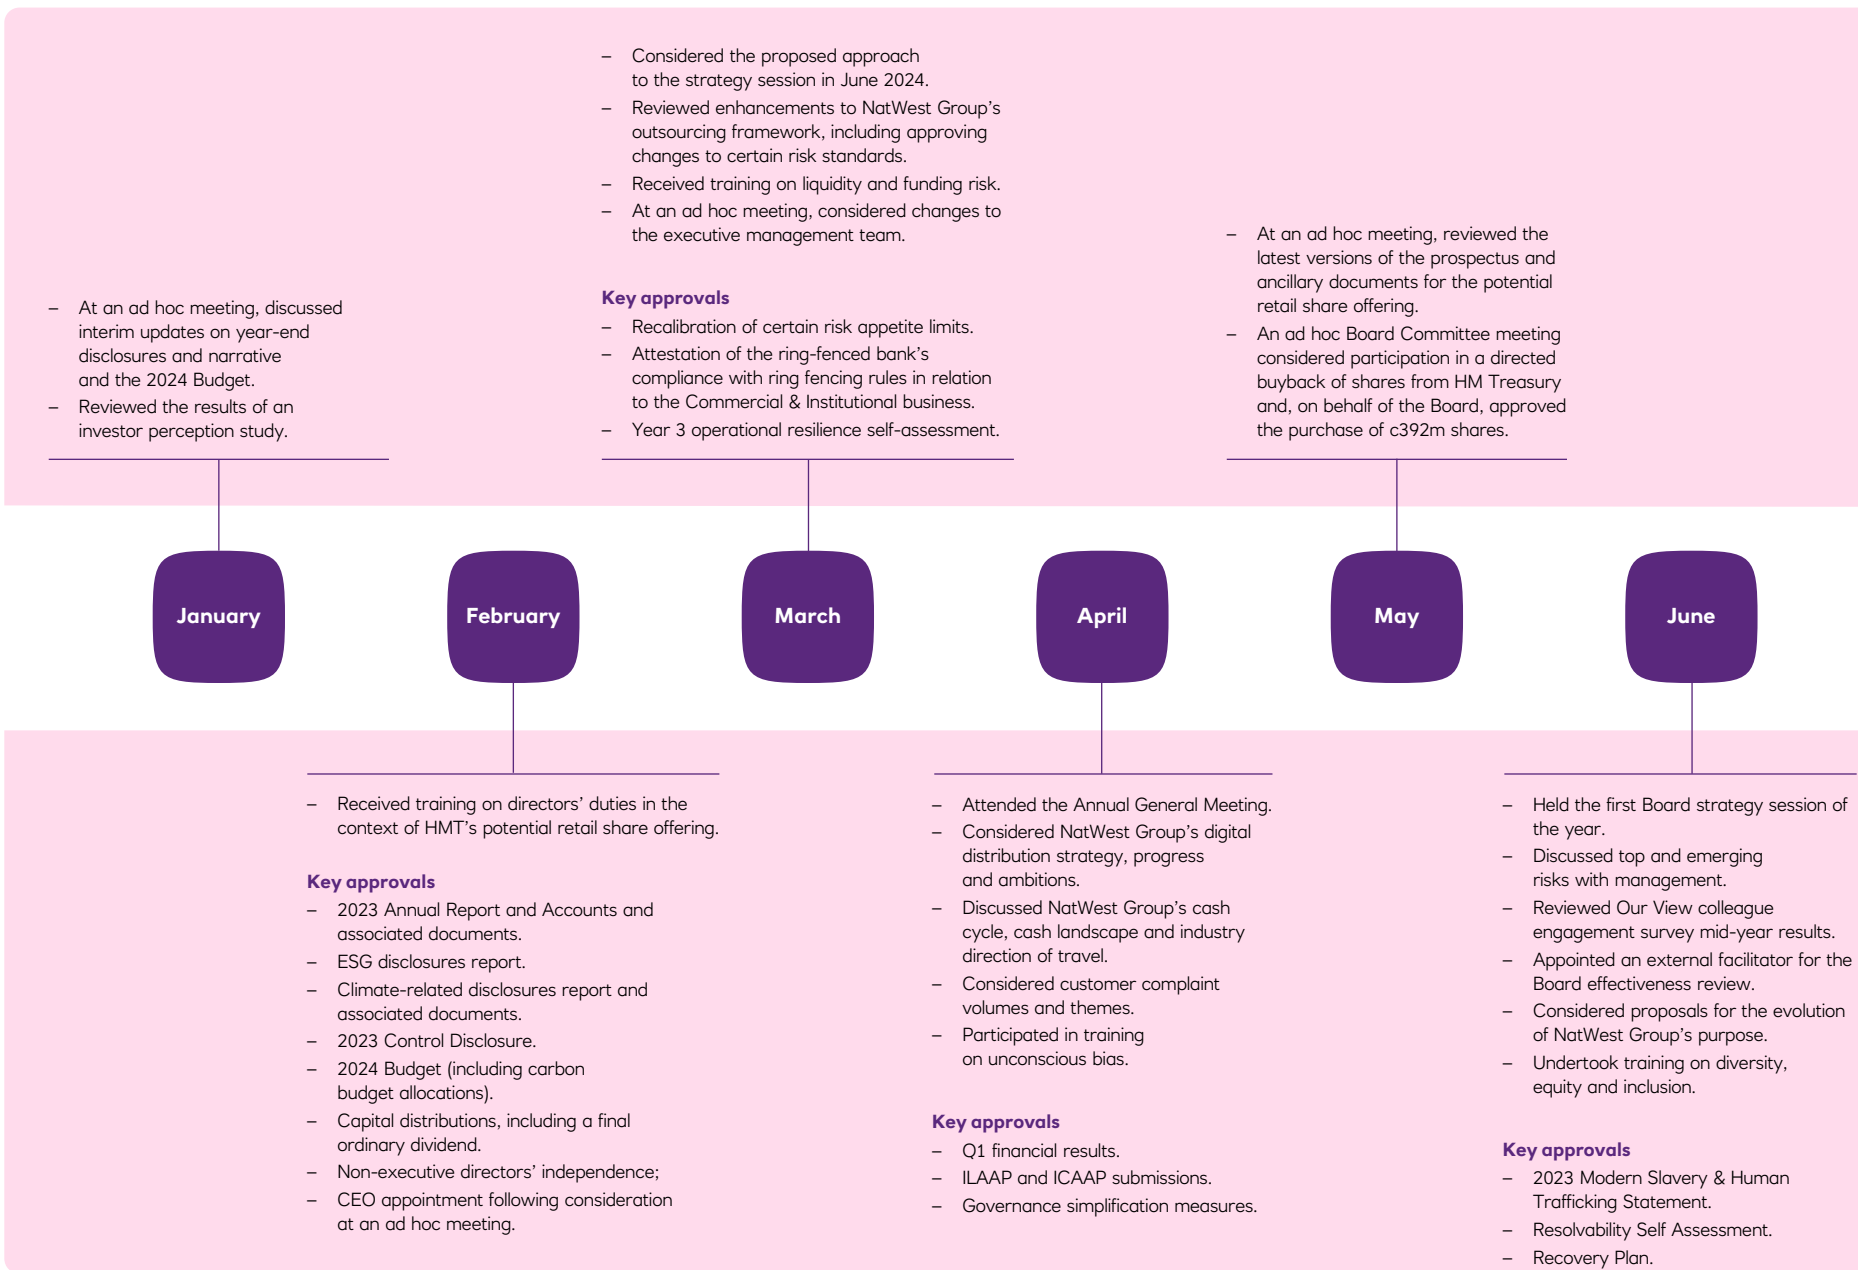 – At an ad hoc meeting, discussed
interim updates on year-end
disclosures and narrative
and the 2024 Budget.
– Reviewed the results of an
investor perception study.
– Considered the proposed approach
to the strategy session in June 2024.
– Reviewed enhancements to NatWest Group’s
outsourcing framework, including approving
changes to certain risk standards.
– Received training on liquidity and funding risk.
– At an ad hoc meeting, considered changes to
the executive management team.
Key approvals
– Recalibration of certain risk appetite limits.
– Attestation of the ring-fenced bank’s
compliance with ring fencing rules in relation
to the Commercial & Institutional business.
– Year 3 operational resilience self-assessment.
– At an ad hoc meeting, reviewed the
latest versions of the prospectus and
ancillary documents for the potential
retail share offering.
– An ad hoc Board Committee meeting
considered participation in a directed
buyback of shares from HM Treasury
and, on behalf of the Board, approved
the purchase of c392m shares.
January
February
March
April
May
June
– Received training on directors’ duties in the
context of HMT’s potential retail share offering.
Key approvals
– 2023 Annual Report and Accounts and
associated documents.
– ESG disclosures report.
– Climate-related disclosures report and
associated documents.
– 2023 Control Disclosure.
– 2024 Budget (including carbon
budget allocations).
– Capital distributions, including a final
ordinary dividend.
– Non-executive directors’ independence;
– CEO appointment following consideration
at an ad hoc meeting.
– Attended the Annual General Meeting.
– Considered NatWest Group’s digital
distribution strategy, progress
and ambitions.
– Discussed NatWest Group’s cash
cycle, cash landscape and industry
direction of travel.
– Considered customer complaint
volumes and themes.
– Participated in training
on unconscious bias.
Key approvals
– Q1 financial results.
– ILAAP and ICAAP submissions.
– Governance simplification measures.
– Held the first Board strategy session of
the year.
– Discussed top and emerging
risks with management.
– Reviewed Our View colleague
engagement survey mid-year results.
– Appointed an external facilitator for the
Board effectiveness review.
– Considered proposals for the evolution
of NatWest Group’s purpose.
– Undertook training on diversity,
equity and inclusion.
Key approvals
– 2023 Modern Slavery & Human
Trafficking Statement.
– Resolvability Self Assessment.
– Recovery Plan.